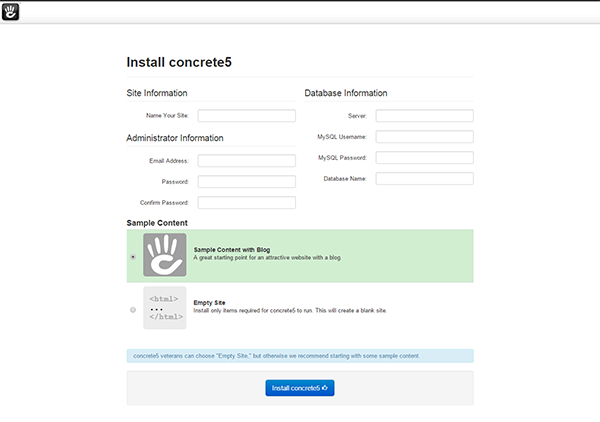 Install concrete5
Site Information
Name Your Site:
Administrator Information
Email Address:
Password:
Confirm Password:
Database Information
Server:
MySQL Username:
MySQL Password:
Database Name:
Sample Content
Sample Content with Blog
A great starting point for an attractive website with a blog.
<html>
...
</html>
Empty Site
Install only items required for concrete5 to run. This will create a blank site.
concrete5 veterans can choose "Empty Site," but otherwise we recommend starting with some sample content.
Install concrete5